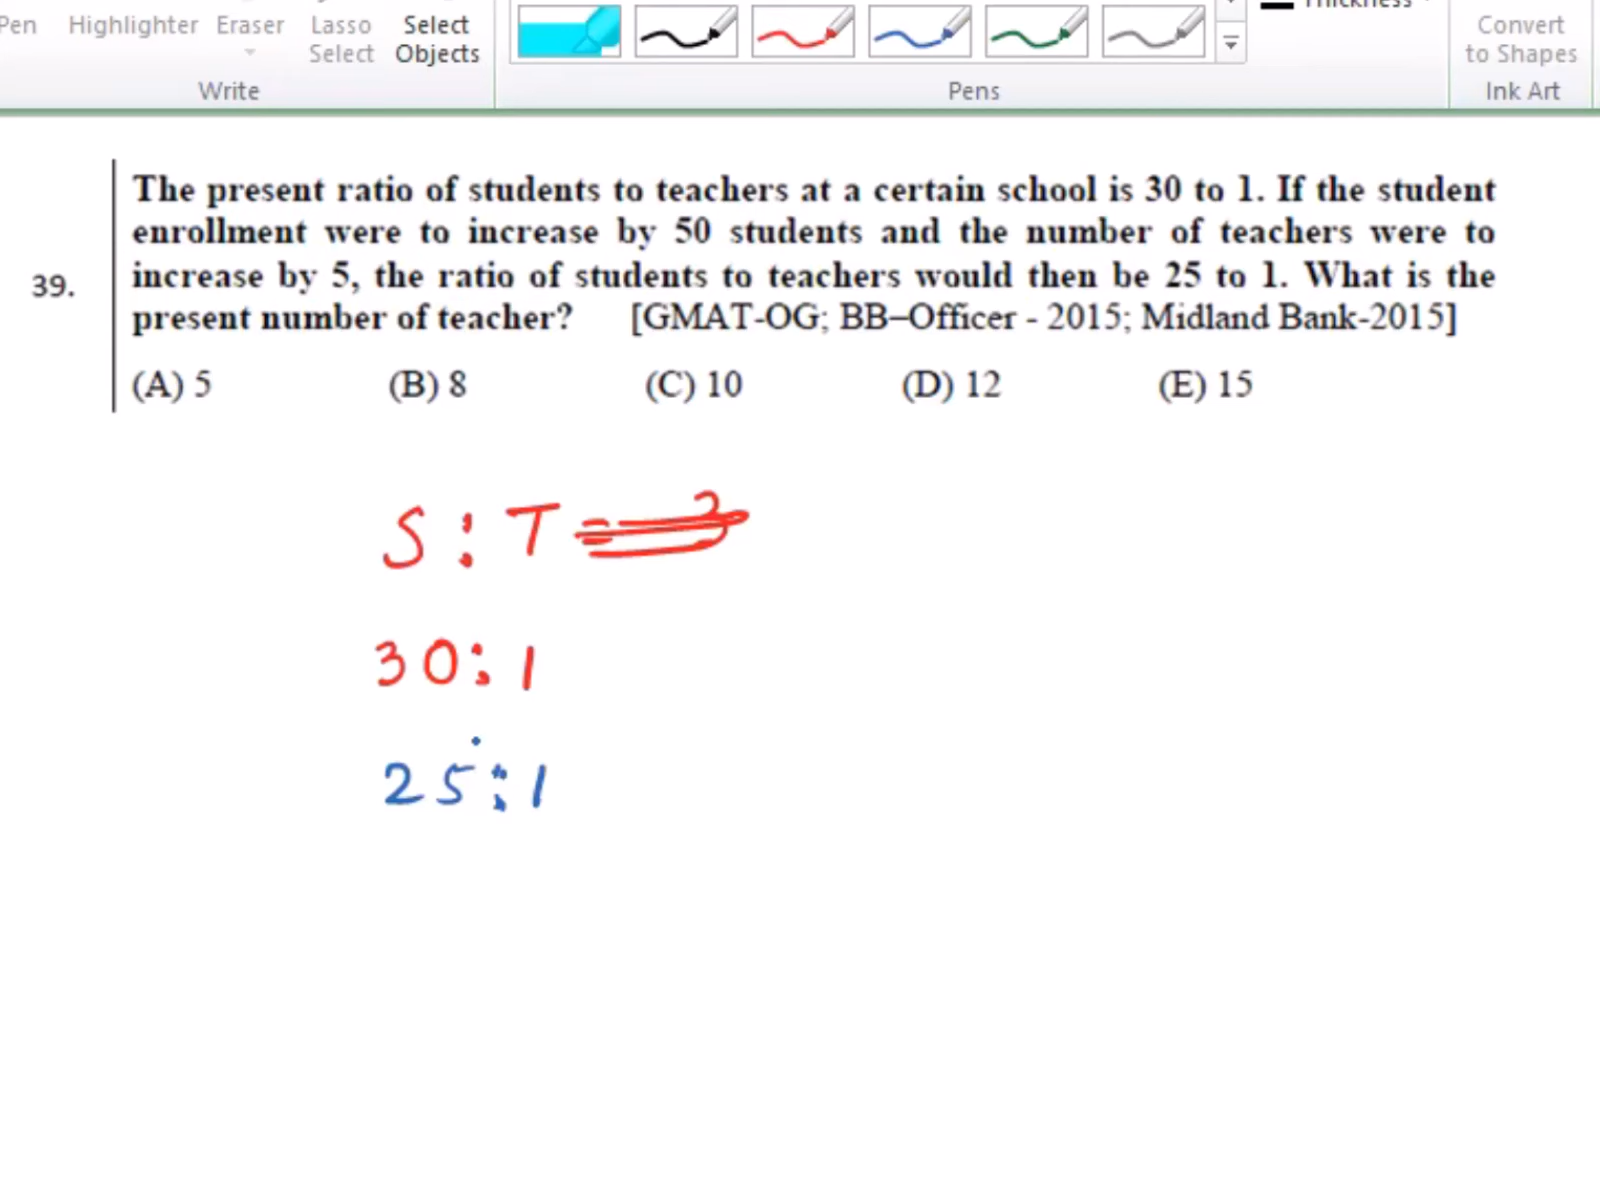 Pen Highlighter Eraser Lasso Select Select Objects
Convert to Shapes
Write Pens Ink Art
39.
The present ratio of students to teachers at a certain school is 30 to 1. If the student
enrollment were to increase by 50 students and the number of teachers were to
increase by 5, the ratio of students to teachers would then be 25 to 1. What is the
present number of teacher? [GMAT-OG; BB–Officer - 2015; Midland Bank-2015]
(A) 5 (B) 8 (C) 10 (D) 12 (E) 15
S : T =
30 : 1
25 : 1